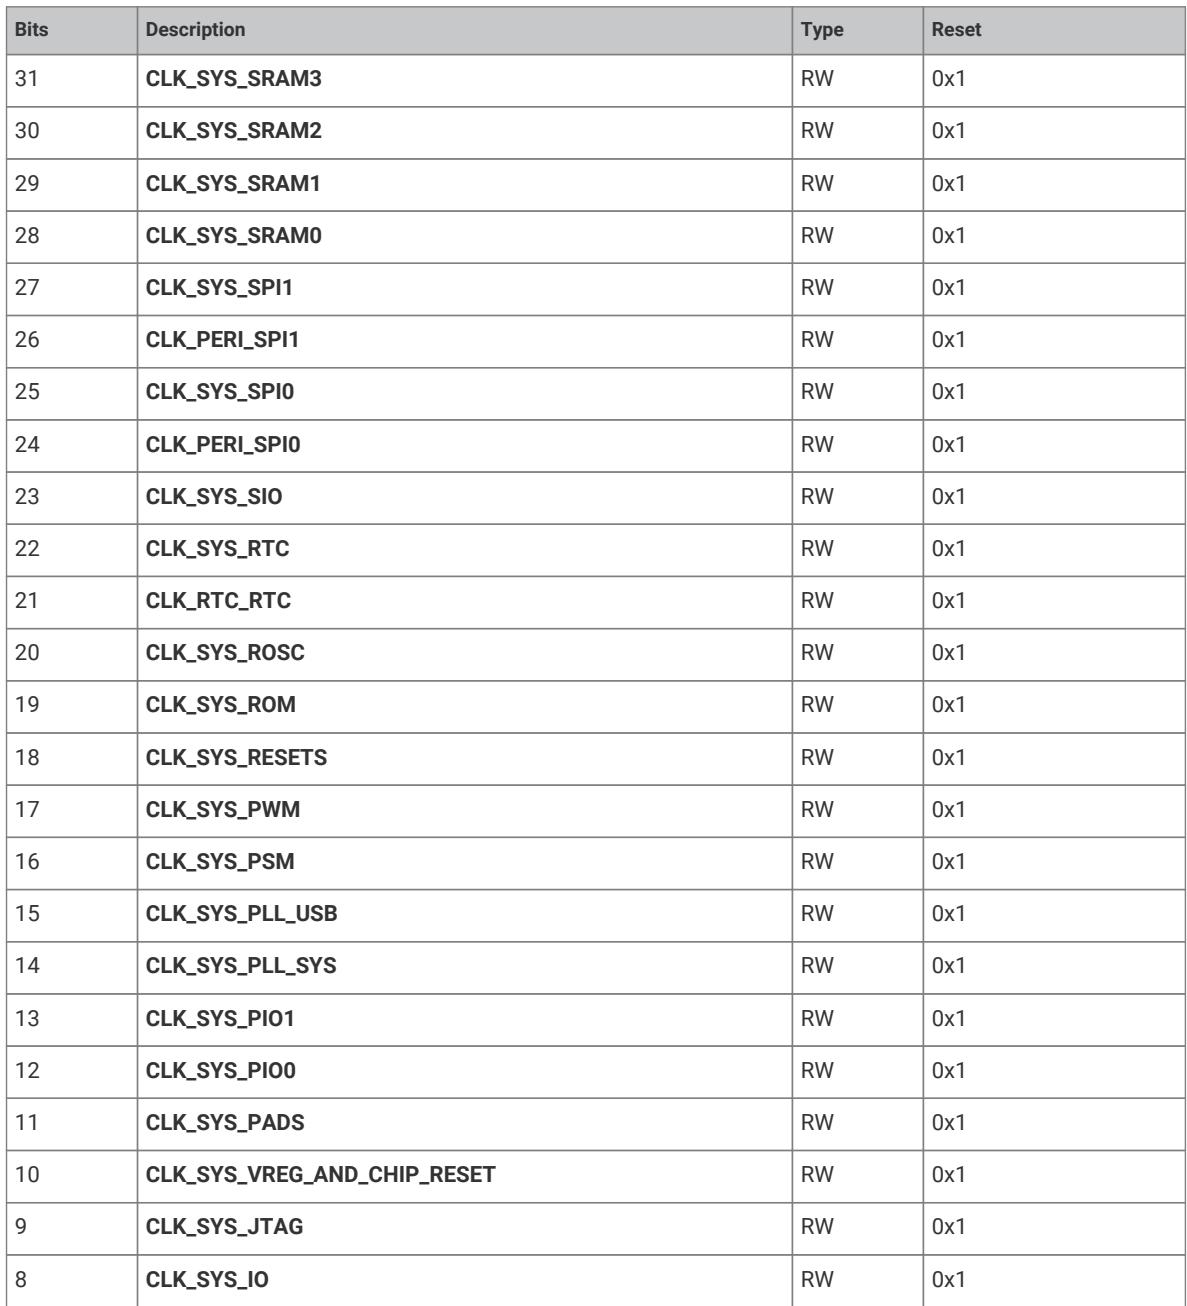 Bits Description Type Reset
31 CLK_SYS_SRAM3 RW 0x1
30 CLK_SYS_SRAM2 RW 0x1
29 CLK_SYS_SRAM1 RW 0x1
28 CLK_SYS_SRAM0 RW 0x1
27 CLK_SYS_SPI1 RW 0x1
26 CLK_PERI_SPI1 RW 0x1
25 CLK_SYS_SPI0 RW 0x1
24 CLK_PERI_SPI0 RW 0x1
23 CLK_SYS_SIO RW 0x1
22 CLK_SYS_RTC RW 0x1
21 CLK_RTC_RTC RW 0x1
20 CLK_SYS_ROSC RW 0x1
19 CLK_SYS_ROM RW 0x1
18 CLK_SYS_RESETS RW 0x1
17 CLK_SYS_PWM RW 0x1
16 CLK_SYS_PSM RW 0x1
15 CLK_SYS_PLL_USB RW 0x1
14 CLK_SYS_PLL_SYS RW 0x1
13 CLK_SYS_PIO1 RW 0x1
12 CLK_SYS_PIO0 RW 0x1
11 CLK_SYS_PADS RW 0x1
10 CLK_SYS_VREG_AND_CHIP_RESET RW 0x1
9 CLK_SYS_JTAG RW 0x1
8 CLK_SYS_IO RW 0x1